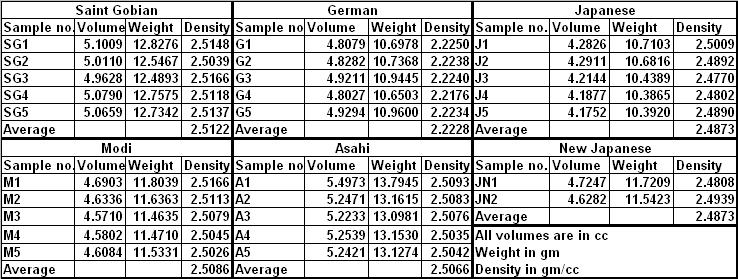 Saint Gobian German Japanese
Sample no. Volume Weight Density Sample no. Volume Weight Density Sample no. Volume Weight Density
SG1 5.1009 12.8276 2.5148 G1 4.8079 10.6978 2.2250 J1 4.2826 10.7103 2.5009
SG2 5.0110 12.5467 2.5039 G2 4.8282 10.7368 2.2238 J2 4.2911 10.6816 2.4892
SG3 4.9628 12.4893 2.5166 G3 4.9211 10.9445 2.2240 J3 4.2144 10.4389 2.4770
SG4 5.0790 12.7575 2.5118 G4 4.8027 10.6503 2.2176 J4 4.1877 10.3865 2.4802
SG5 5.0659 12.7342 2.5137 G5 4.9294 10.9600 2.2234 J5 4.1752 10.3920 2.4890
Average 2.5122 Average 2.2228 Average 2.4873
Modi Asahi New Japanese
Sample no. Volume Weight Density Sample no. Volume Weight Density Sample no. Volume Weight Density
M1 4.6903 11.8039 2.5166 A1 5.4973 13.7945 2.5093 JN1 4.7247 11.7209 2.4808
M2 4.6336 11.6363 2.5113 A2 5.2471 13.1615 2.5083 JN2 4.6282 11.5423 2.4939
M3 4.5710 11.4635 2.5079 A3 5.2233 13.0981 2.5076 Average 2.4873
M4 4.5802 11.4710 2.5045 A4 5.2539 13.1530 2.5035 All volumes are in cc
M5 4.6084 11.5331 2.5026 A5 5.2421 13.1274 2.5042 Weight in gm
Average 2.5086 Average 2.5066 Density in gm/cc